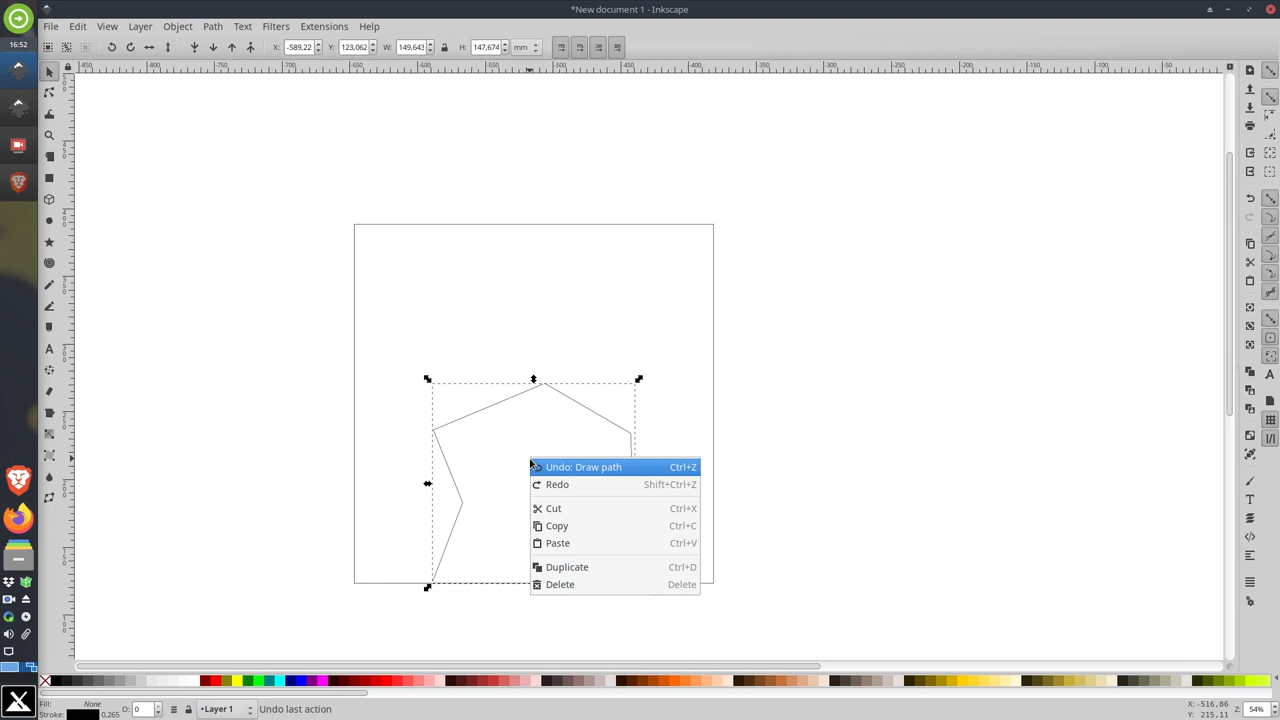 *New document 1 - Inkscape
16:52
File Edit View Layer Object Path Text Filters Extensions Help
X: -589,22 Y: 123,062 W: 149,643 H: 147,674 mm
Undo: Draw path Ctrl+Z
Redo Shift+Ctrl+Z
Cut Ctrl+X
Copy Ctrl+C
Paste Ctrl+V
Duplicate Ctrl+D
Delete Delete
Fill: None
Stroke: 0,265
O: 0
•Layer 1
Undo last action
X: -516,86
Y: 215,11
Z: 54%